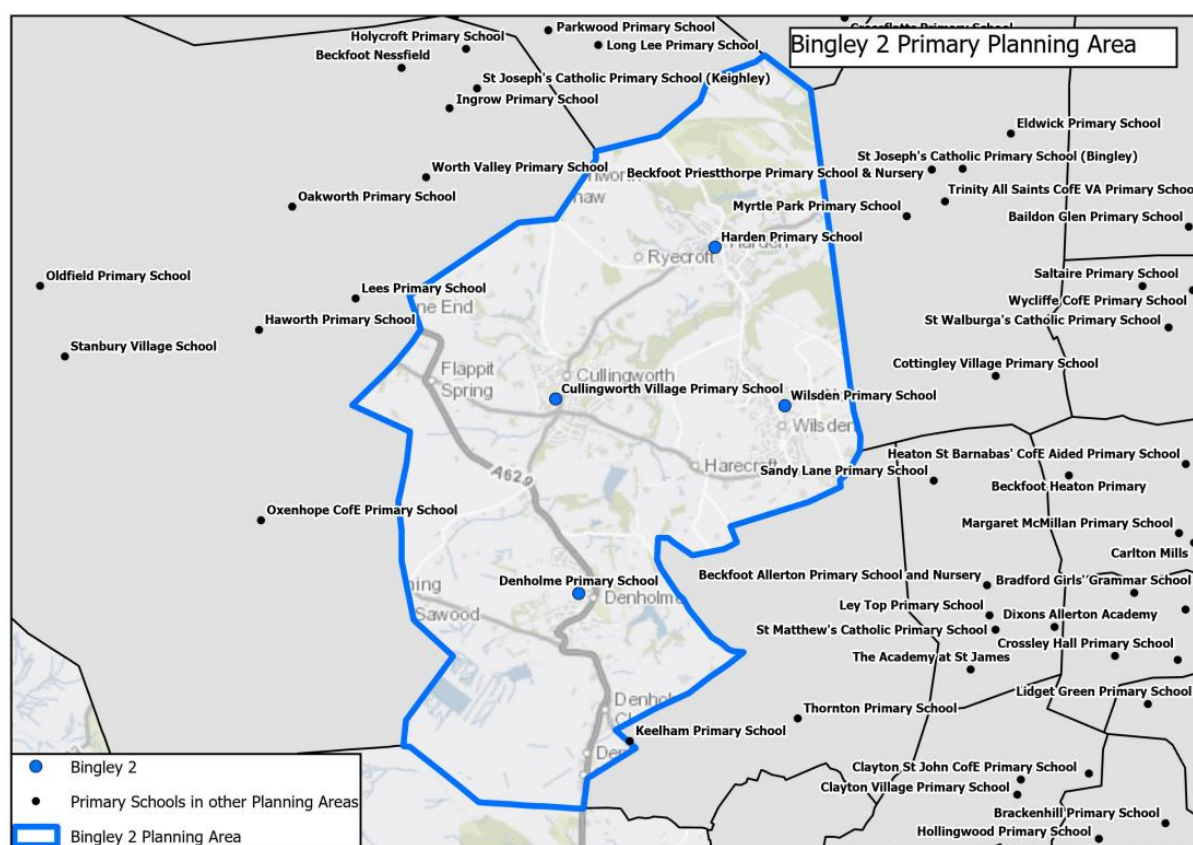 Parkwood Primary School
Holycroft Primary School
Long Lee Primary School
Bingley 2 Primary Planning Area
Beckfoot Nessfield
St Joseph's Catholic Primary School (Keighley)
Ingrow Primary School
Eldwick Primary School
St Joseph's Catholic Primary School (Bingley)
Worth Valley Primary School
Beckfoot Priestthorpe Primary School & Nursery
Trinity All Saints CofE VA Primary Schoo
Oakworth Primary School
Myrtle Park Primary School
Baildon Glen Primary School
Harden Primary School
Harden
Ryecroft
Oldfield Primary School
Saltaire Primary School
Lees Primary School
Wycliffe CofE Primary School
ne End
Haworth Primary School
St Walburga's Catholic Primary School
Stanbury Village School
Flappit
Spring
Cullingworth
Cottingley Village Primary School
Cullingworth Village Primary School
Wilsden Primary School
Wilsden
Heaton St Barnabas' CofE Aided Primary School
Harecroft
Sandy Lane Primary School
A629
Beckfoot Heaton Primary
Oxenhope CofE Primary School
Margaret McMillan Primary School
Carlton Mills
Denholme Primary School
Beckfoot Allerton Primary School and Nursery
Bradford Girls' Grammar School
Denholme
Sawood
Ley Top Primary School
Dixons Allerton Academy
St Matthew's Catholic Primary School
Crossley Hall Primary School
The Academy at St James
Lidget Green Primary School
Thornton Primary School
Keelham Primary School
Bingley 2
Clayton St John CofE Primary School
Clayton Village Primary School
Primary Schools in other Planning Areas
Brackenhill Primary School
Bingley 2 Planning Area
Hollingwood Primary School